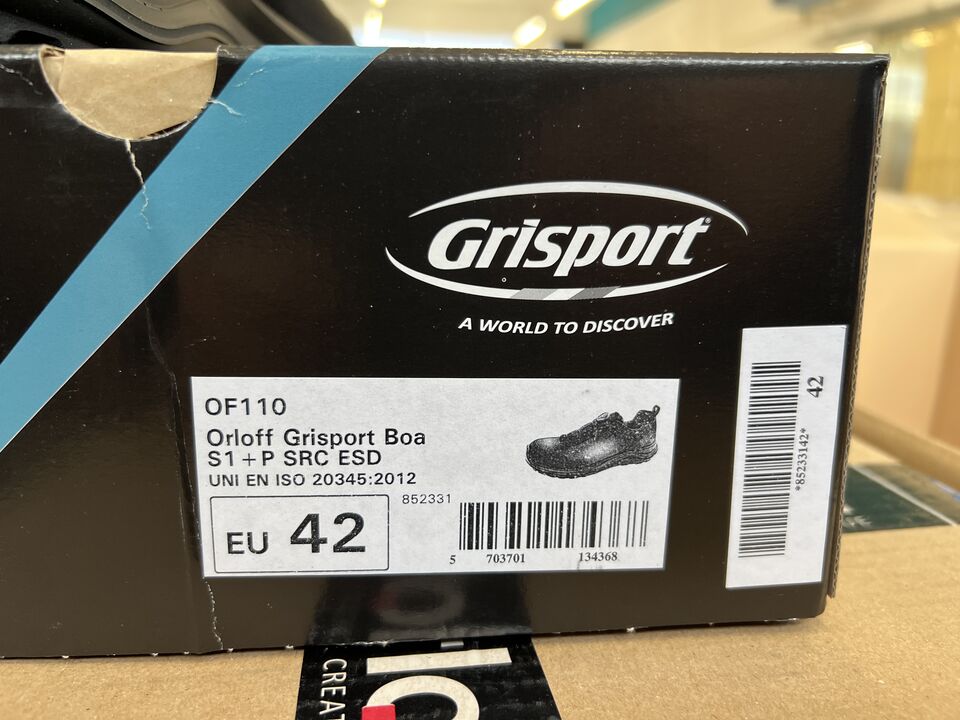 Grisport®
A WORLD TO DISCOVER
OF110
Orloff Grisport Boa
S1+P SRC ESD
UNI EN ISO 20345:2012
852331
EU 42
5 703701 134368
42
*85233142*
CREAT